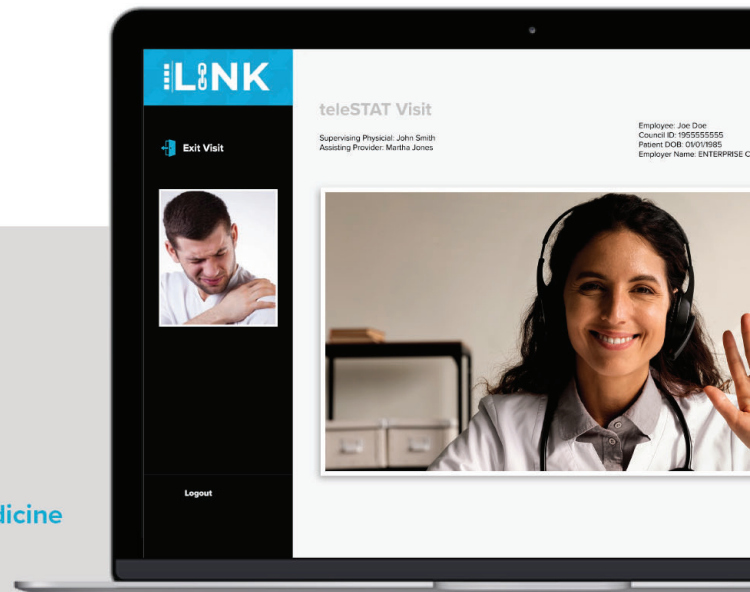 LINK
teleSTAT Visit
Supervising Physicial: John Smith
Assisting Provider: Martha Jones
Employee: Joe Doe
Council ID: 1955555555
Patient DOB: 01/01/1985
Employer Name: ENTERPRISE C
Exit Visit
Logout
dicine